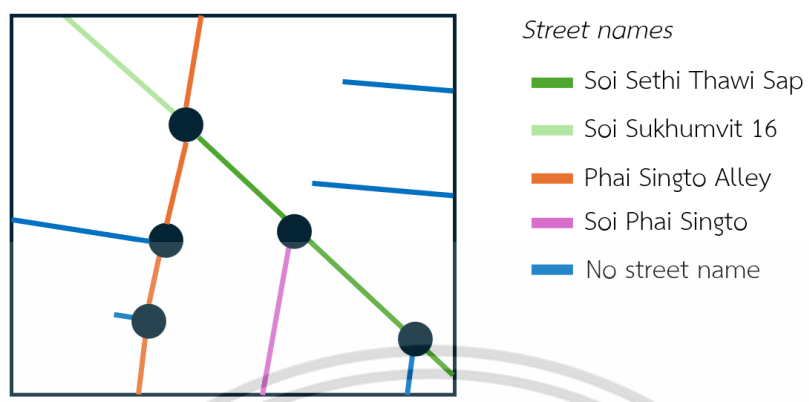 Street names
Soi Sethi Thawi Sap
Soi Sukhumvit 16
Phai Singto Alley
Soi Phai Singto
No street name